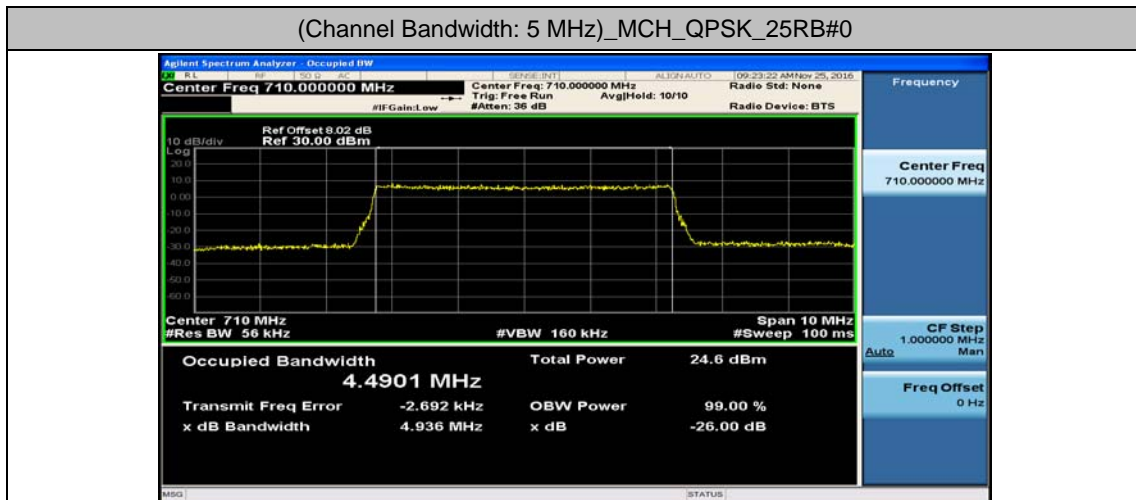 (Channel Bandwidth: 5 MHz)_MCH_QPSK_25RB#0
Agilent Spectrum Analyzer - Occupied BW
RL RF 50 Ω AC SENSE:INT ALIGN AUTO 09:23:22 AM Nov 25, 2016
Center Freq 710.000000 MHz
Center Freq: 710.000000 MHz
Radio Std: None
Trig: Free Run Avg|Hold: 10/10
#IFGain:Low #Atten: 36 dB Radio Device: BTS
Frequency
Ref Offset 8.02 dB
10 dB/div Ref 30.00 dBm
Log
20.0
10.0
0.00
-10.0
-20.0
-30.0
-40.0
-50.0
-60.0
Center Freq
710.000000 MHz
Center 710 MHz Span 10 MHz
#Res BW 56 kHz #VBW 160 kHz #Sweep 100 ms
CF Step
1.000000 MHz
Auto Man
Occupied Bandwidth Total Power 24.6 dBm
4.4901 MHz
Transmit Freq Error -2.692 kHz OBW Power 99.00 %
x dB Bandwidth 4.936 MHz x dB -26.00 dB
Freq Offset
0 Hz
MSG STATUS